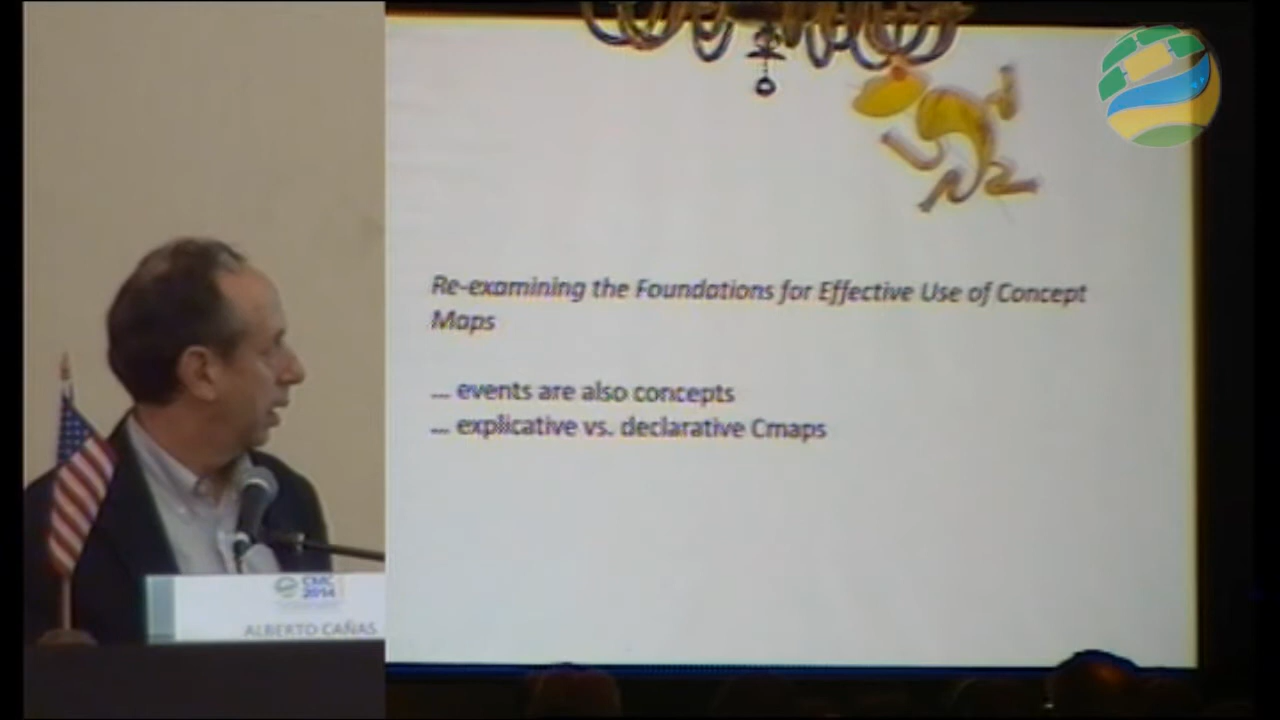 Re-examining the Foundations for Effective Use of Concept
Maps
... events are also concepts
... explicative vs. declarative Cmaps
CMC
2014
ALBERTO CAÑAS